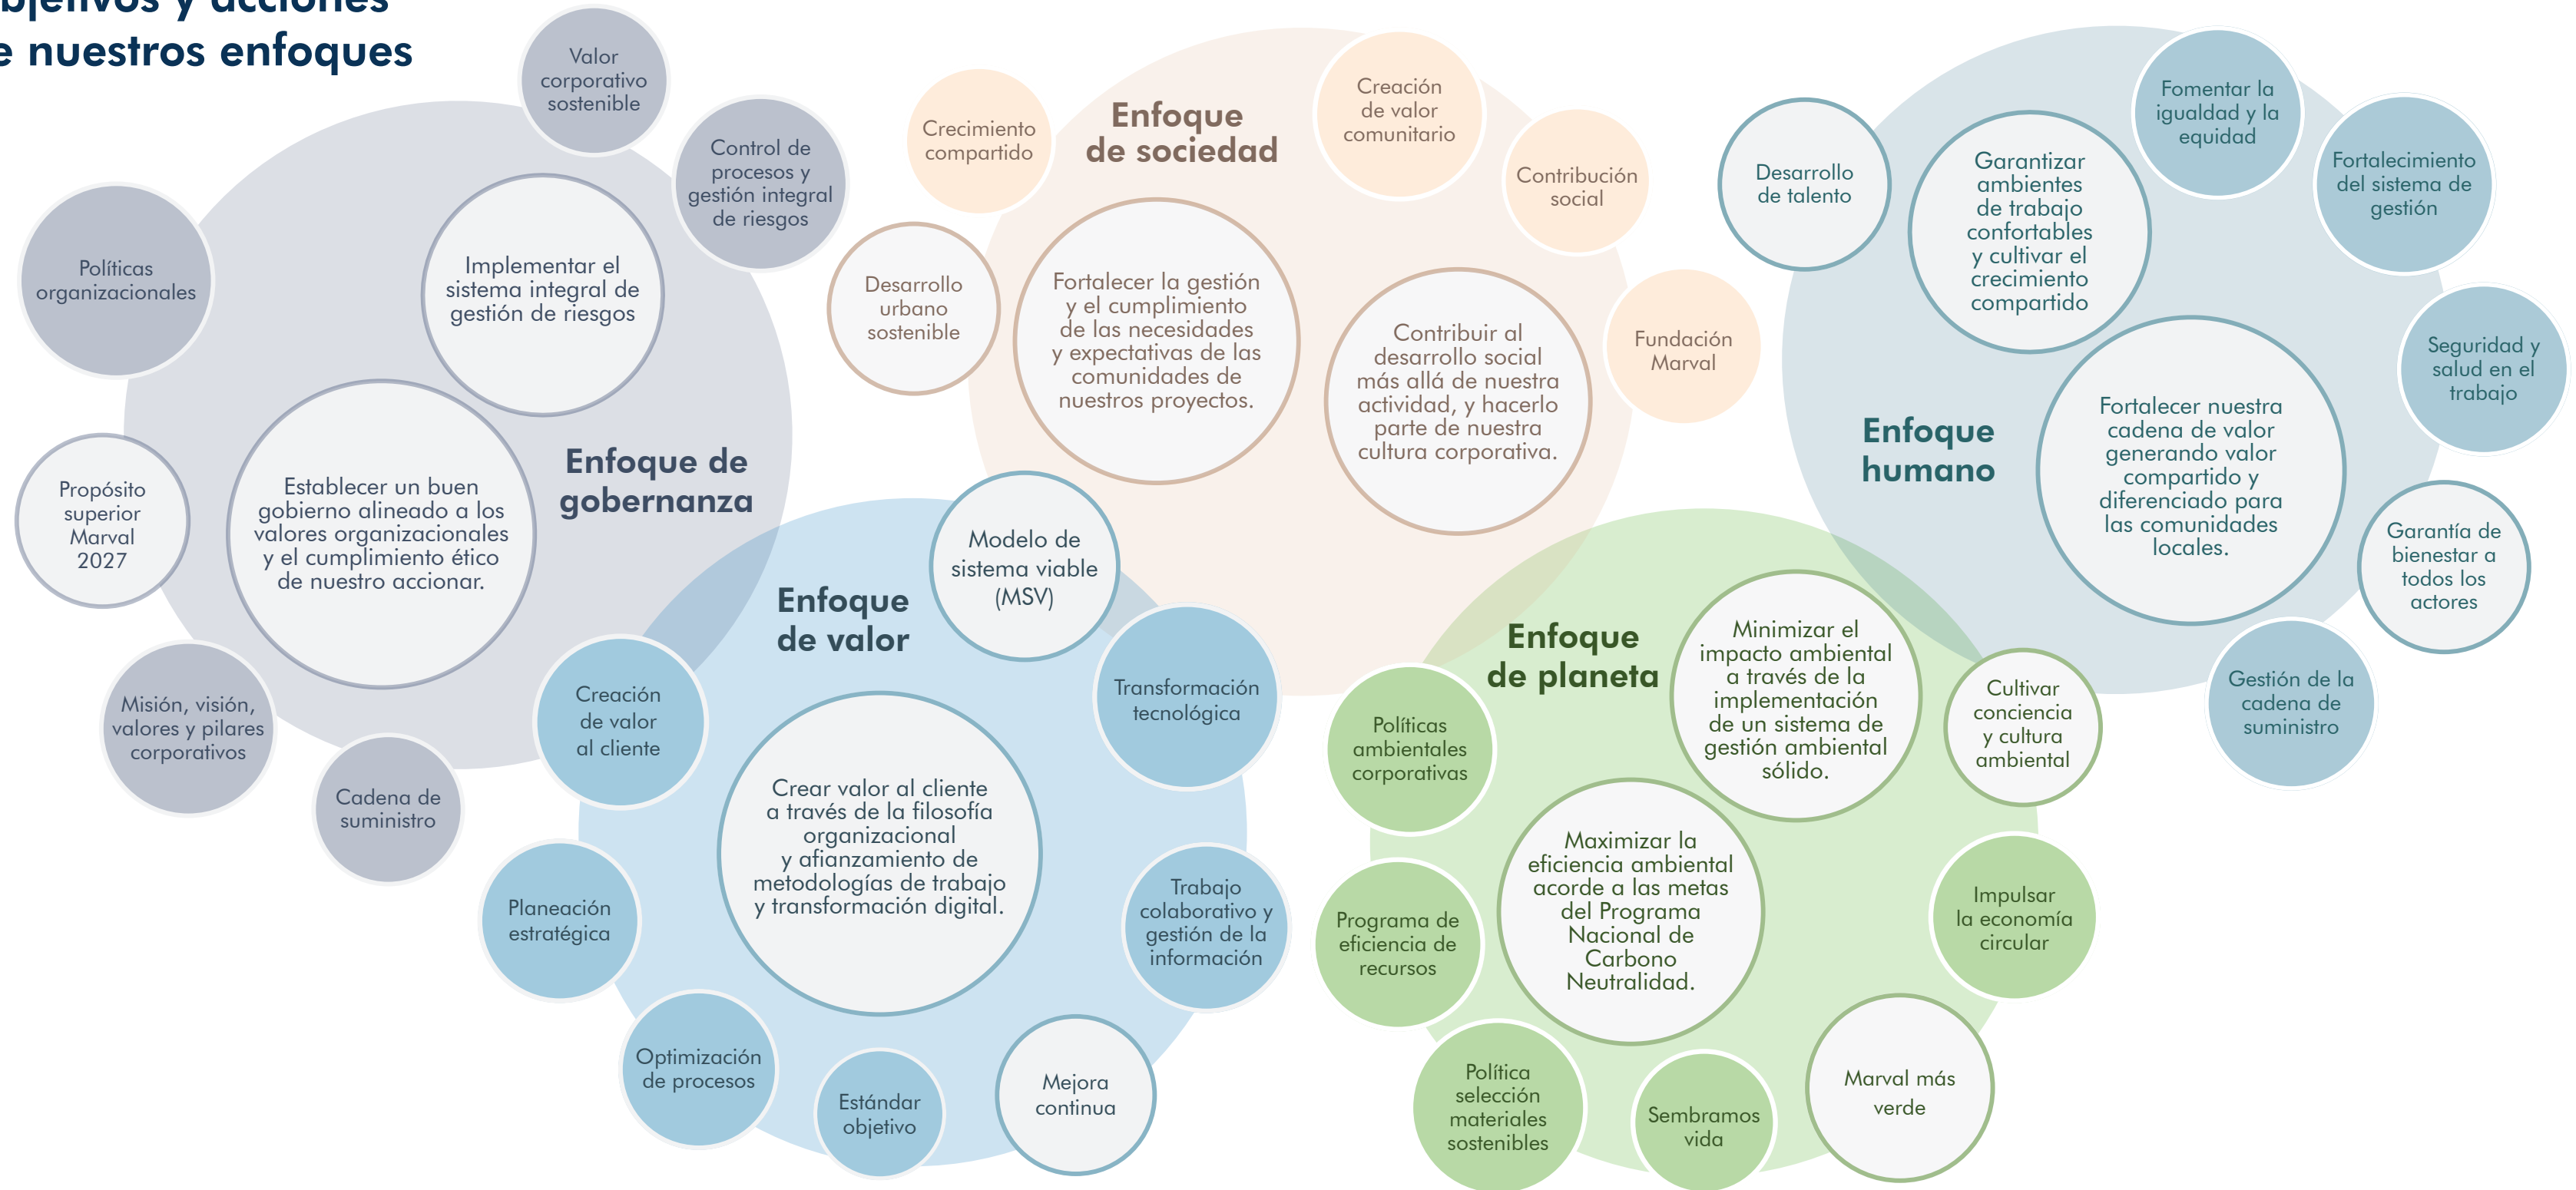 bjetivos y acciones
e nuestros enfoques
Valor
corporativo
sostenible
Control de
procesos y
gestión integral
de riesgos
Políticas
organizacionales
Implementar el
sistema integral de
gestión de riesgos
Establecer un buen
gobierno alineado a los
valores organizacionales
y el cumplimiento ético
de nuestro accionar.
Enfoque de
gobernanza
Propósito
superior
Marval
2027
Misión, visión,
valores y pilares
corporativos
Cadena de
suministro
Enfoque
de sociedad
Crecimiento
compartido
Creación
de valor
comunitario
Contribución
social
Desarrollo
urbano
sostenible
Fortalecer la gestión
y el cumplimiento
de las necesidades
y expectativas de las
comunidades de
nuestros proyectos.
Contribuir al
desarrollo social
más allá de nuestra
actividad, y hacerlo
parte de nuestra
cultura corporativa.
Fundación
Marval
Desarrollo
de talento
Garantizar
ambientes
de trabajo
confortables
y cultivar el
crecimiento
compartido
Fomentar la
igualdad y la
equidad
Fortalecimiento
del sistema de
gestión
Seguridad y
salud en el
trabajo
Enfoque
humano
Fortalecer nuestra
cadena de valor
generando valor
compartido y
diferenciado para
las comunidades
locales.
Garantía de
bienestar a
todos los
actores
Gestión de la
cadena de
suministro
Enfoque
de valor
Modelo de
sistema viable
(MSV)
Transformación
tecnológica
Creación
de valor
al cliente
Crear valor al cliente
a través de la filosofía
organizacional
y afianzamiento de
metodologías de trabajo
y transformación digital.
Trabajo
colaborativo y
gestión de la
información
Planeación
estratégica
Optimización
de procesos
Estándar
objetivo
Mejora
continua
Enfoque
de planeta
Minimizar el
impacto ambiental
a través de la
implementación
de un sistema de
gestión ambiental
sólido.
Cultivar
conciencia
y cultura
ambiental
Políticas
ambientales
corporativas
Maximizar la
eficiencia ambiental
acorde a las metas
del Programa
Nacional de
Carbono
Neutralidad.
Impulsar
la economía
circular
Programa de
eficiencia de
recursos
Política
selección
materiales
sostenibles
Sembramos
vida
Marval más
verde